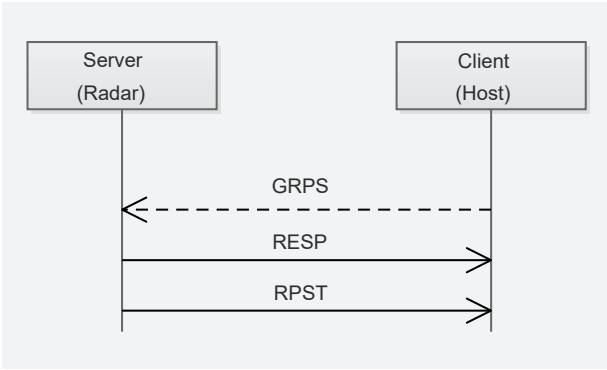 Server
(Radar)
Client
(Host)
GRPS
RESP
RPST